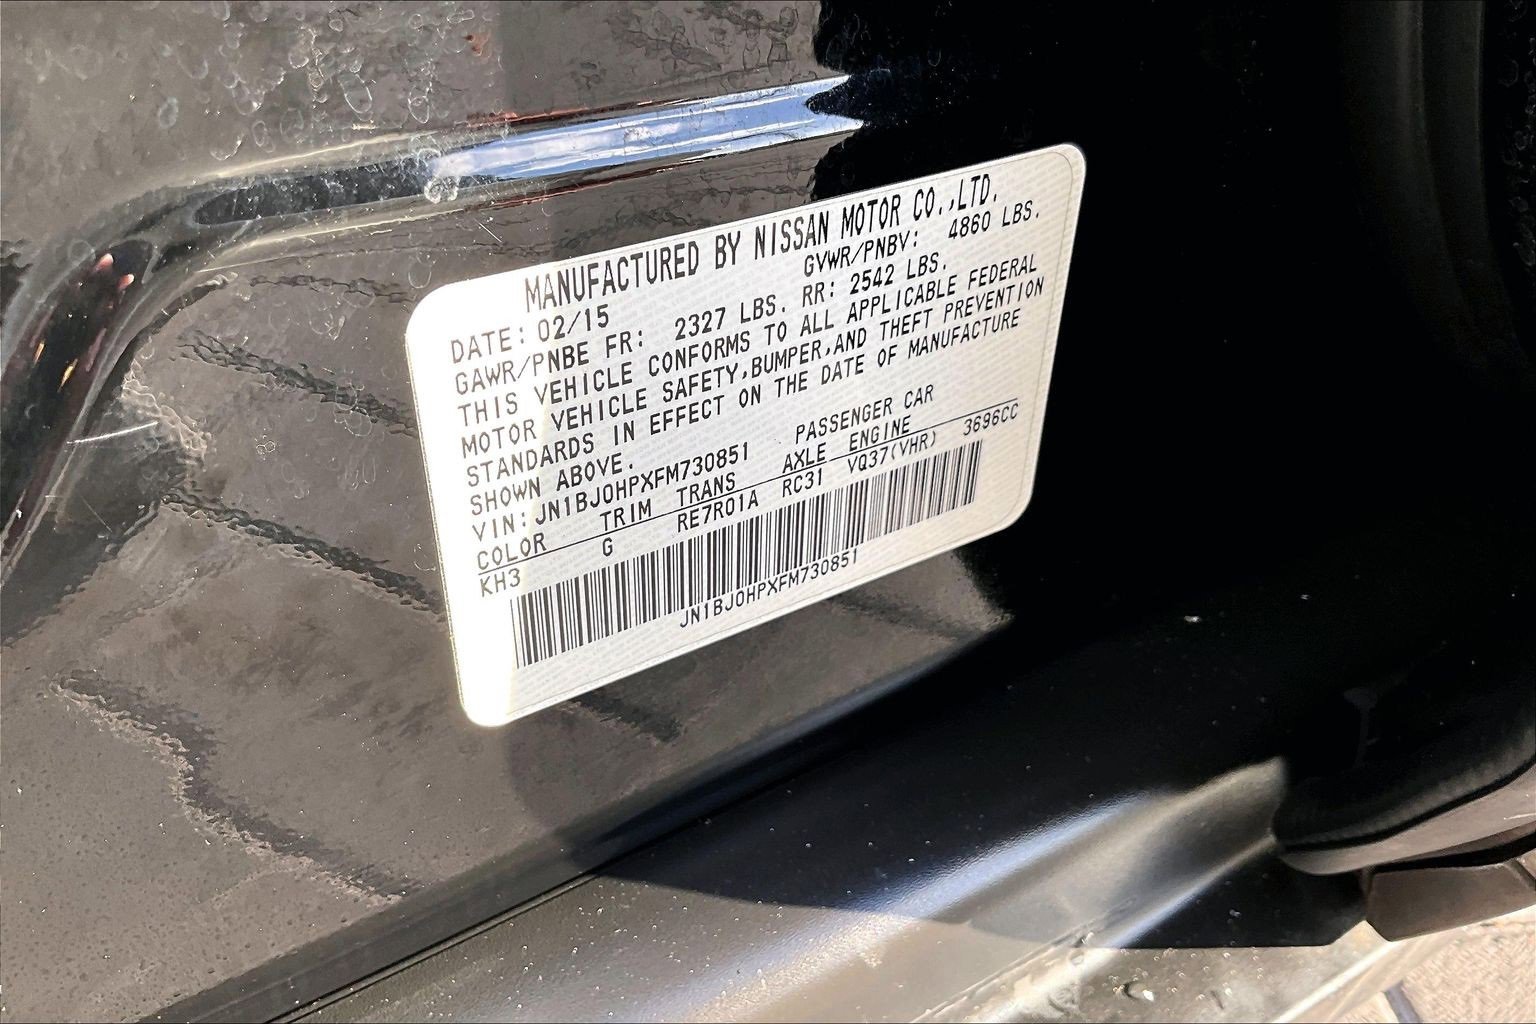 MANUFACTURED BY NISSAN MOTOR CO.,LTD.
DATE: 02/15 GVWR/PNBV: 4860 LBS.
GAWR/PNBE FR: 2327 LBS. RR: 2542 LBS.
THIS VEHICLE CONFORMS TO ALL APPLICABLE FEDERAL
MOTOR VEHICLE SAFETY,BUMPER,AND THEFT PREVENTION
STANDARDS IN EFFECT ON THE DATE OF MANUFACTURE
SHOWN ABOVE.
VIN: JN1BJ0HPXFM730851 PASSENGER CAR
COLOR TRIM TRANS AXLE ENGINE
KH3 G RE7R01A RC31 VQ37(VHR) 3696CC
JN1BJ0HPXFM730851